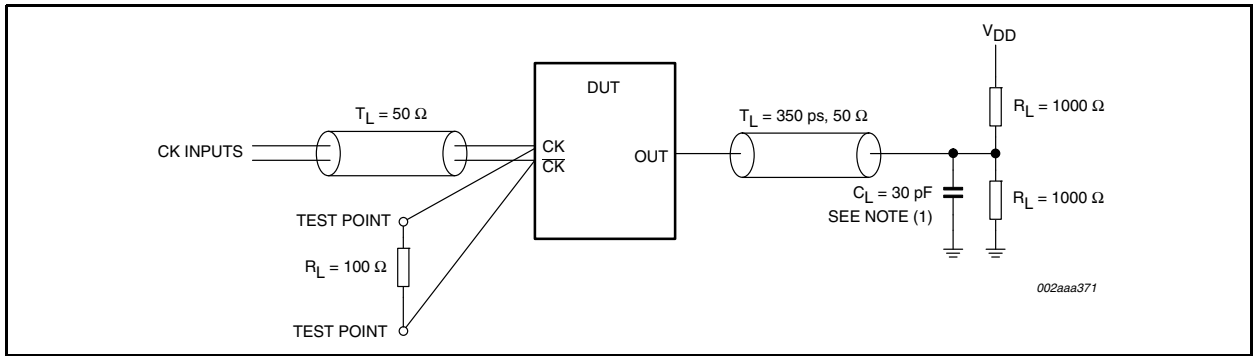 V_DD
DUT
R_L = 1000 Ω
T_L = 50 Ω
T_L = 350 ps, 50 Ω
CK INPUTS
CK
C̅K̅
OUT
C_L = 30 pF
SEE NOTE (1)
R_L = 1000 Ω
TEST POINT
R_L = 100 Ω
TEST POINT
002aaa371